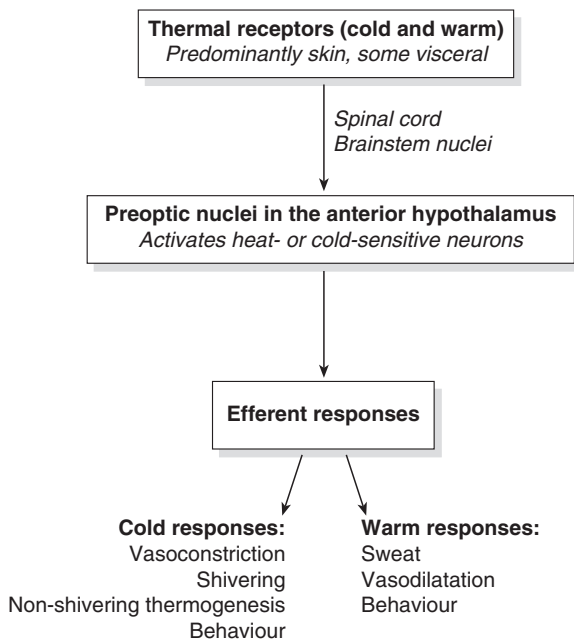 Thermal receptors (cold and warm)
Predominantly skin, some visceral
Spinal cord
Brainstem nuclei
Preoptic nuclei in the anterior hypothalamus
Activates heat- or cold-sensitive neurons
Efferent responses
Cold responses:
Vasoconstriction
Shivering
Non-shivering thermogenesis
Behaviour
Warm responses:
Sweat
Vasodilatation
Behaviour